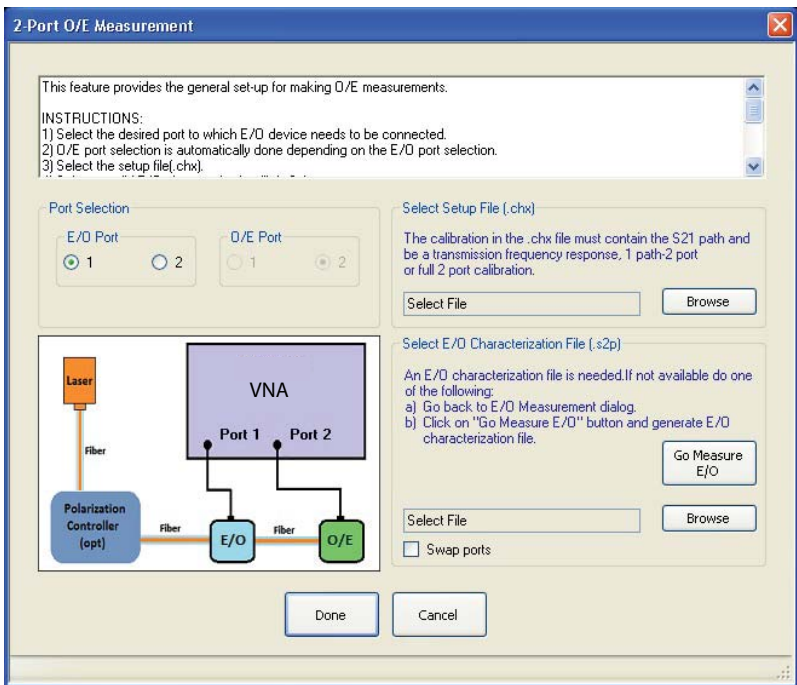 2-Port O/E Measurement
This feature provides the general set-up for making O/E measurements.
INSTRUCTIONS:
1) Select the desired port to which E/O device needs to be connected.
2) O/E port selection is automatically done depending on the E/O port selection.
3) Select the setup file(.chx).
Port Selection
E/O Port
1
2
O/E Port
1
2
Select Setup File (.chx)
The calibration in the .chx file must contain the S21 path and
be a transmission frequency response, 1 path-2 port
or full 2 port calibration.
Select File
Browse
Laser
Fiber
Polarization
Controller
(opt)
Fiber
VNA
Port 1
Port 2
E/O
Fiber
O/E
Select E/O Characterization File (.s2p)
An E/O characterization file is needed.If not available do one
of the following:
a) Go back to E/O Measurement dialog.
b) Click on "Go Measure E/O" button and generate E/O
characterization file.
Go Measure
E/O
Select File
Browse
Swap ports
Done
Cancel